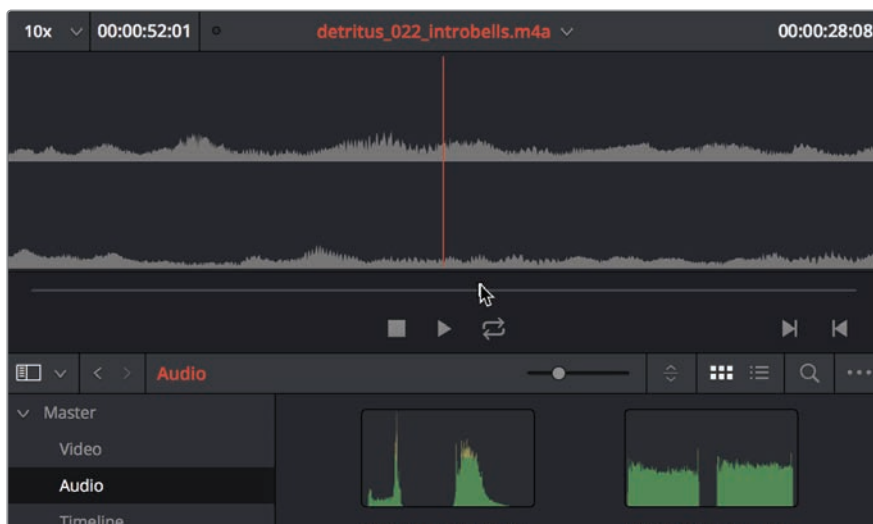 10x 00:00:52:01 detritus_022_introbells.m4a 00:00:28:08
Audio
Master
Video
Audio
Timeline